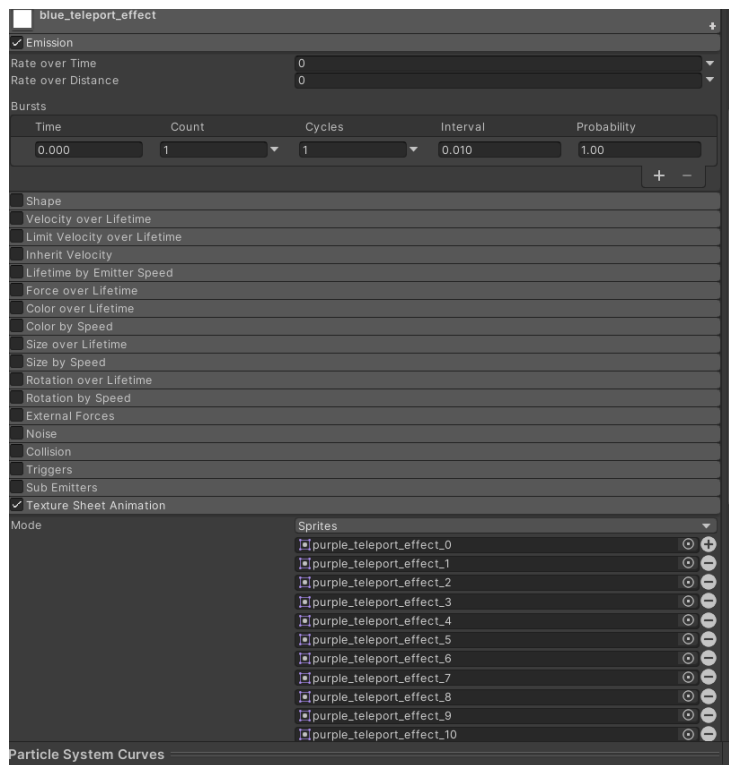 blue_teleport_effect
Emission
Rate over Time 0
Rate over Distance 0
Bursts
Time Count Cycles Interval Probability
0.000 1 1 0.010 1.00
Shape
Velocity over Lifetime
Limit Velocity over Lifetime
Inherit Velocity
Lifetime by Emitter Speed
Force over Lifetime
Color over Lifetime
Color by Speed
Size over Lifetime
Size by Speed
Rotation over Lifetime
Rotation by Speed
External Forces
Noise
Collision
Triggers
Sub Emitters
Texture Sheet Animation
Mode Sprites
purple_teleport_effect_0
purple_teleport_effect_1
purple_teleport_effect_2
purple_teleport_effect_3
purple_teleport_effect_4
purple_teleport_effect_5
purple_teleport_effect_6
purple_teleport_effect_7
purple_teleport_effect_8
purple_teleport_effect_9
purple_teleport_effect_10
Particle System Curves